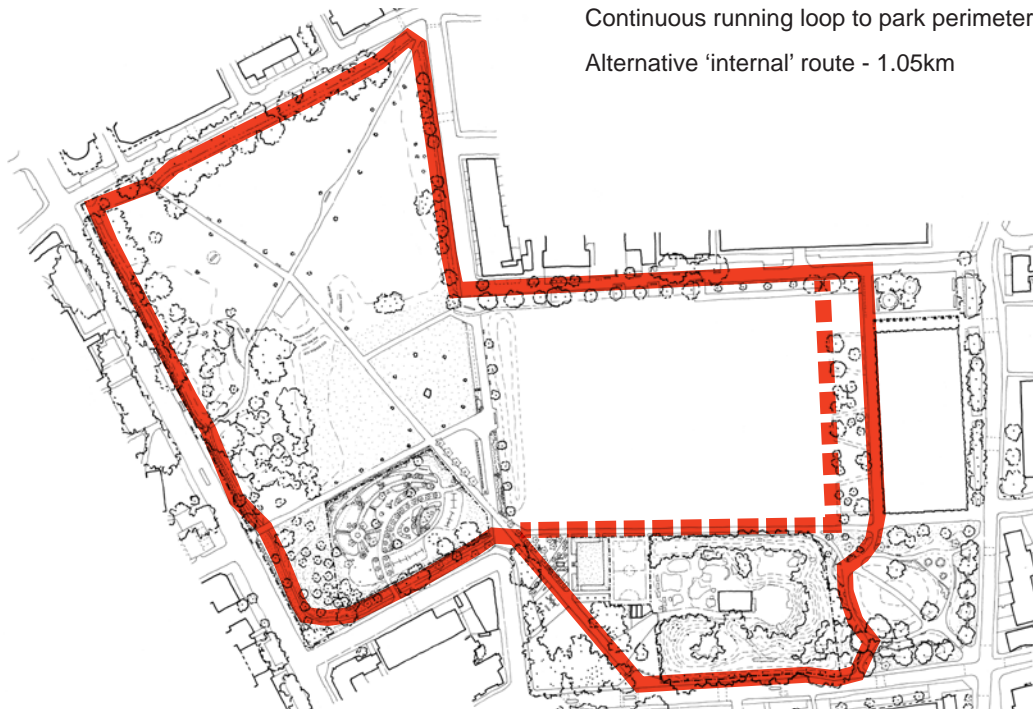 Continuous running loop to park perimeter
Alternative ‘internal’ route - 1.05km